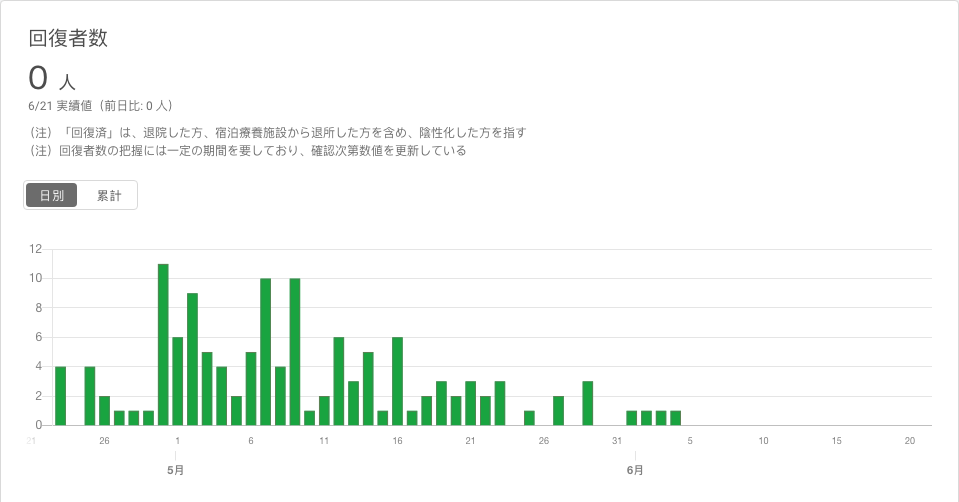 回復者数
0 人
6/21 実績値（前日比: 0 人）
（注）「回復済」は、退院した方、宿泊療養施設から退所した方を含め、陰性化した方を指す
（注）回復者数の把握には一定の期間を要しており、確認次第数値を更新している
日別 累計
12
10
8
6
4
2
0
21 26 1 6 11 16 21 26 31 5 10 15 20
5月 6月